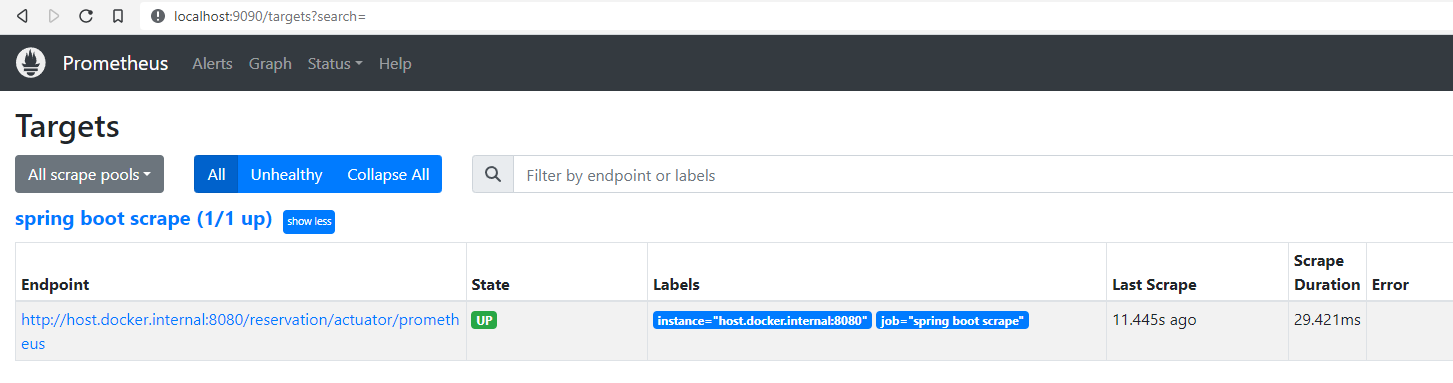 localhost:9090/targets?search=
Prometheus Alerts Graph Status Help
Targets
All scrape pools All Unhealthy Collapse All Filter by endpoint or labels
spring boot scrape (1/1 up) show less
Endpoint State Labels Last Scrape Scrape Duration Error
http://host.docker.internal:8080/reservation/actuator/prometh UP instance="host.docker.internal:8080" job="spring boot scrape" 11.445s ago 29.421ms
eus